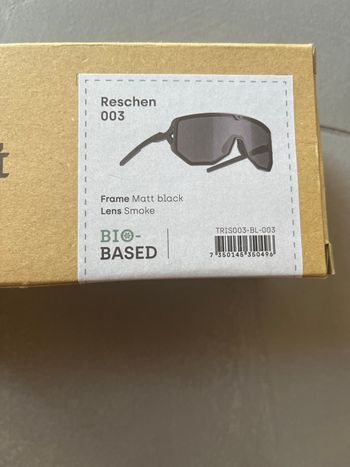 Reschen
003
Frame Matt black
Lens Smoke
BIO-
BASED
TRIS003-BL-003
7 350145 350496